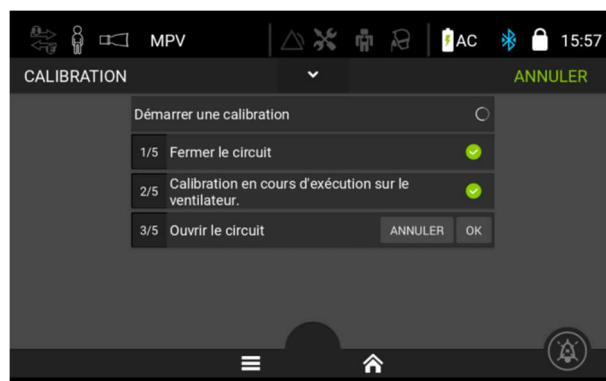 MPV AC 15:57
CALIBRATION ANNULER
Démarrer une calibration
1/5 Fermer le circuit
2/5 Calibration en cours d'exécution sur le
ventilateur.
3/5 Ouvrir le circuit ANNULER OK